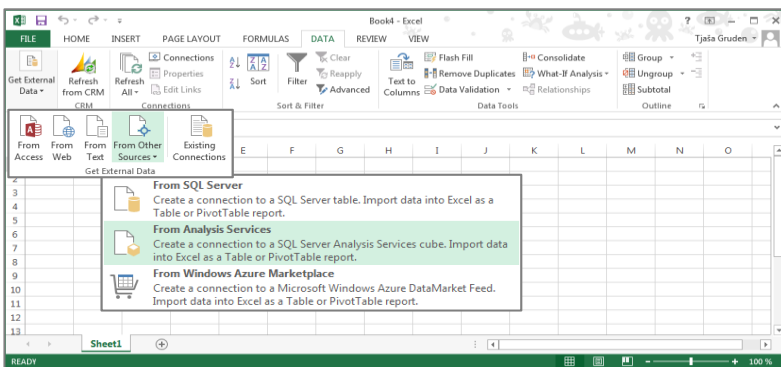 Book4 - Excel
FILE HOME INSERT PAGE LAYOUT FORMULAS DATA REVIEW VIEW Tjaša Gruden
Get External Data
Refresh from CRM
CRM
Refresh All
Connections
Properties
Edit Links
Connections
Sort
Filter
Clear
Reapply
Advanced
Sort & Filter
Text to Columns
Flash Fill
Remove Duplicates
Data Validation
Consolidate
What-If Analysis
Relationships
Data Tools
Group
Ungroup
Subtotal
Outline
From Access
From Web
From Text
From Other Sources
Existing Connections
Get External Data
E F G H I J K L M N O
2
3
4
5
6
7
8
9
10
11
12
13
From SQL Server
Create a connection to a SQL Server table. Import data into Excel as a
Table or PivotTable report.
From Analysis Services
Create a connection to a SQL Server Analysis Services cube. Import data
into Excel as a Table or PivotTable report.
From Windows Azure Marketplace
Create a connection to a Microsoft Windows Azure DataMarket Feed.
Import data into Excel as a Table or PivotTable report.
Sheet1
READY 100 %